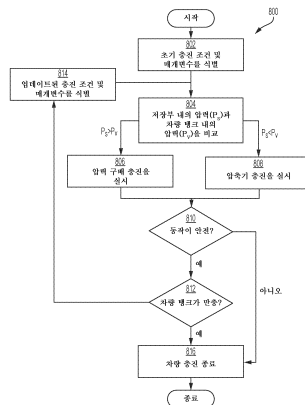 시작
800
802
초기 충진 조건 및
매개변수를 식별
814
업데이트된 충진 조건 및
매개변수를 식별
804
저장부 내의 압력(Ps)과
차량 탱크 내의
압력(Pv)을 비교
Ps>Pv
Ps<Pv
806
압력 구배 충진을
실시
808
압축기 충진을 실시
810
동작이 안전?
예
아니오
812
차량 탱크가 만충?
예
816
차량 충진 종료
종료